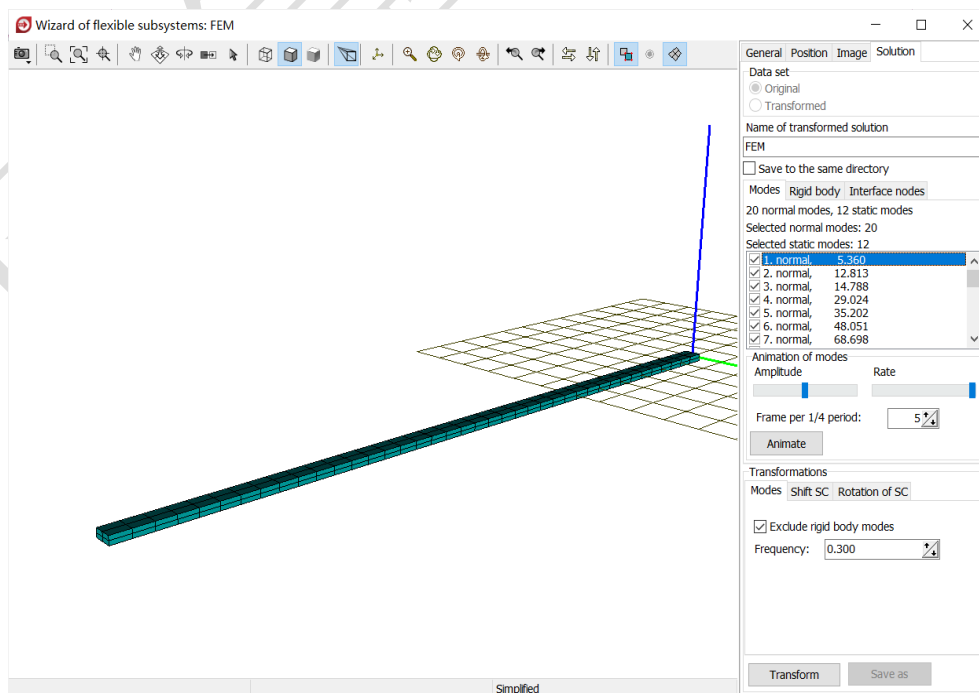 Wizard of flexible subsystems: FEM
General Position Image Solution
Data set
Original
Transformed
Name of transformed solution
FEM
Save to the same directory
Modes Rigid body Interface nodes
20 normal modes, 12 static modes
Selected normal modes: 20
Selected static modes: 12
1. normal, 5.360
2. normal, 12.813
3. normal, 14.788
4. normal, 29.024
5. normal, 35.202
6. normal, 48.051
7. normal, 68.698
Animation of modes
Amplitude Rate
Frame per 1/4 period: 5
Animate
Transformations
Modes Shift SC Rotation of SC
Exclude rigid body modes
Frequency: 0.300
Transform Save as
Simplified